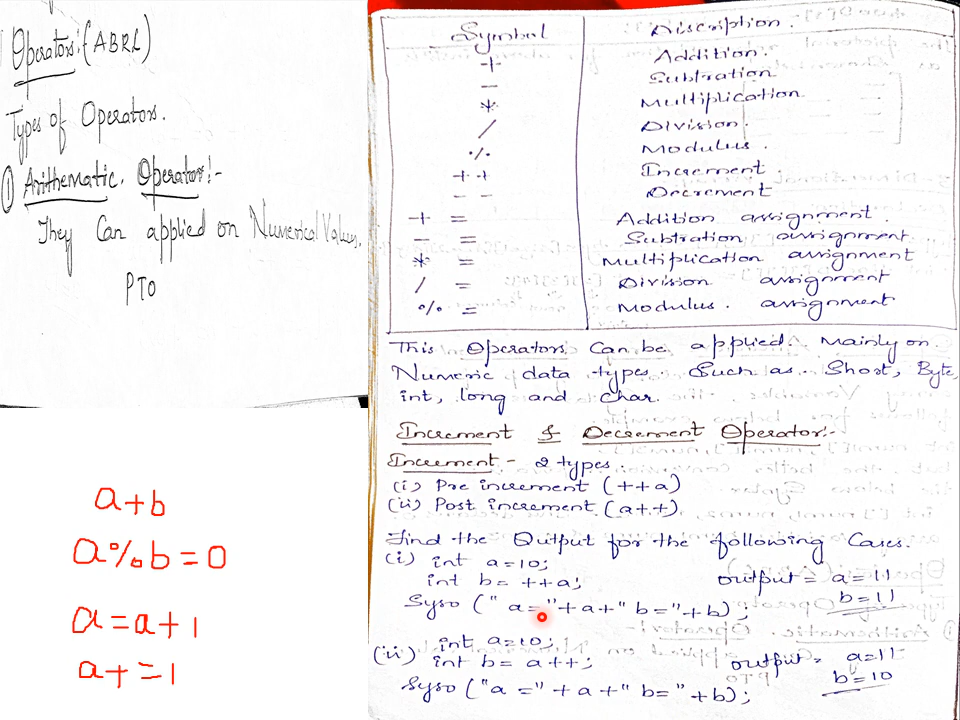 Operators:(ABRL)
Types of Operators.
① Arithematic. Operator:-
They Can applied on Numerical Values.
PTO
a+b
a%b=0
a=a+1
a+=1
Symbol Discription.
+ Addition.
- Subtration
* Multiplication.
/ Division.
% Modulus.
++ Increment
-- Decrement
+ = Addition assignment.
- = Subtration assignment.
* = Multiplication assignment
/ = Division assignment
% = Modulus. assignment
This Operators Can be applied. Mainly on.
Numeric data types. Such as. Short, Byte,
int, long and char.
Increment & Decrement Operator:-
Increment - 2 types
(i) Pre increment (++a)
(ii) Post increment (a++)
Find the Output for the following Cases.
(i) int a=10;
int b= ++a; output = a=11
b=11
Syso (" a="+a+" b="+b);
(ii) int a=10;
int b= a++; output = a=11
b=10
Syso ("a =" + a +" b=" +b);